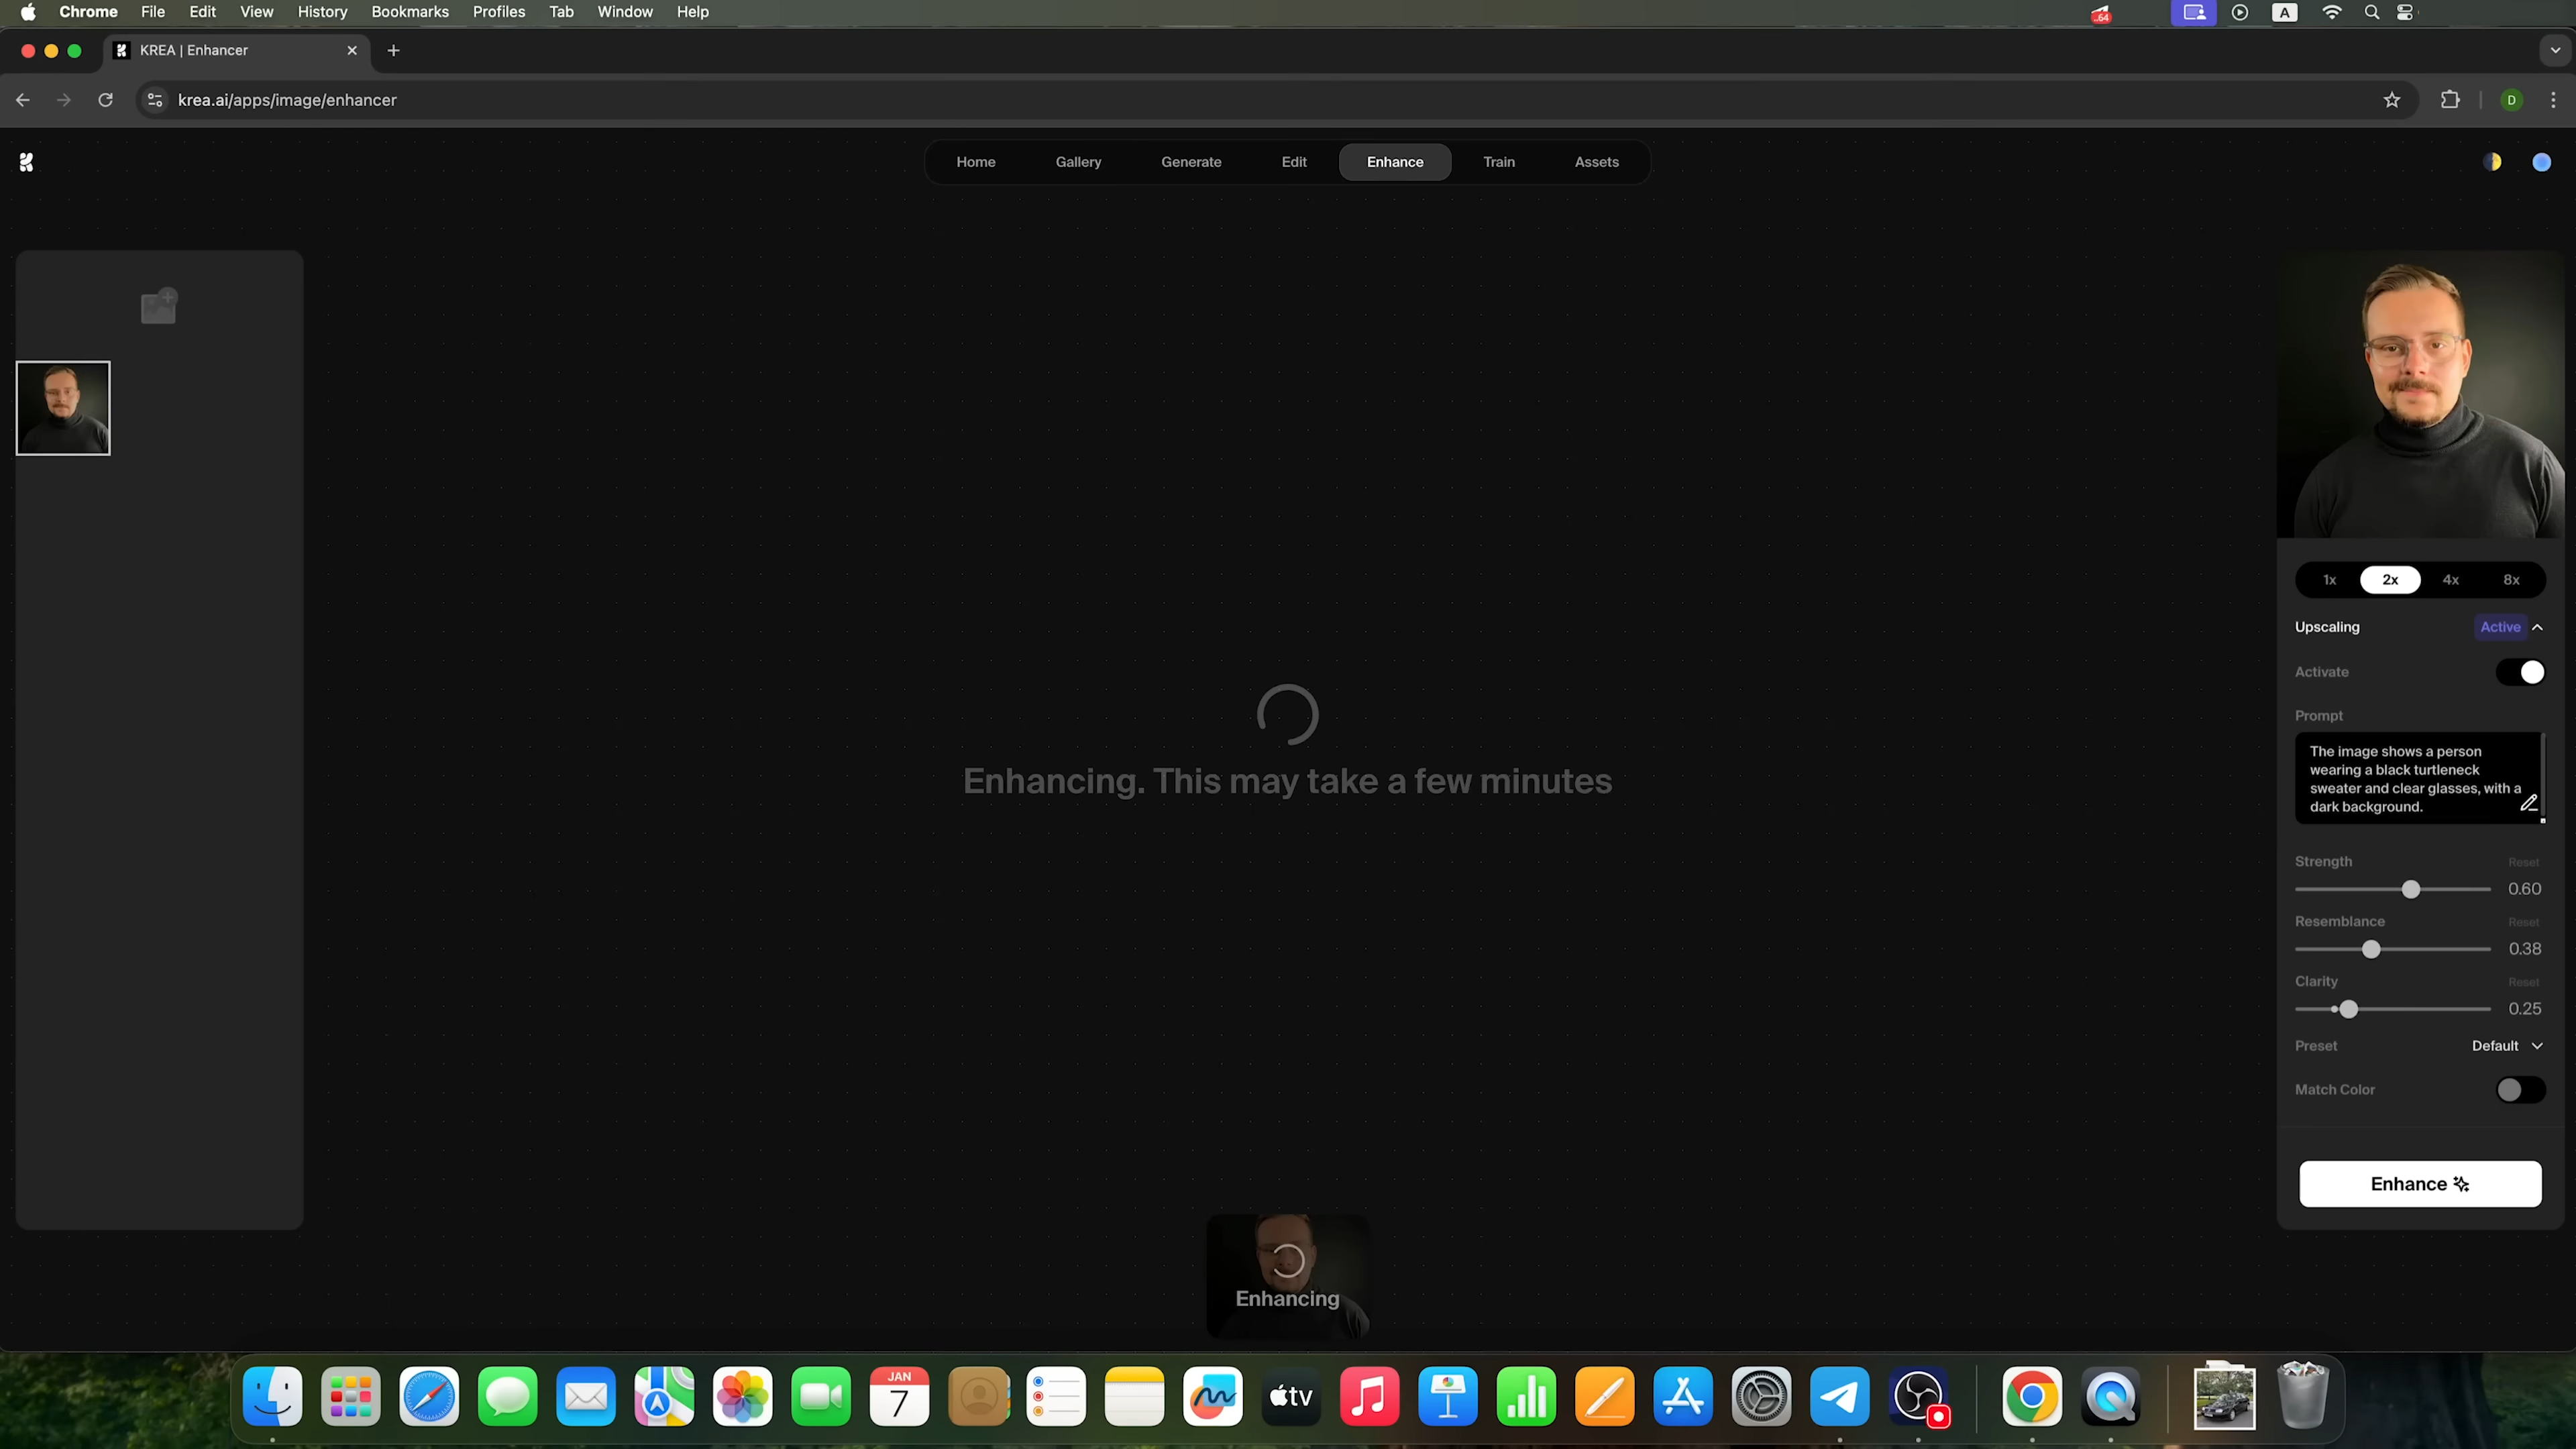 Chrome File Edit View History Bookmarks Profiles Tab Window Help
.64
A
KREA | Enhancer
krea.ai/apps/image/enhancer
D
Home Gallery Generate Edit Enhance Train Assets
1x 2x 4x 8x
Upscaling Active
Activate
Prompt
The image shows a person
wearing a black turtleneck
sweater and clear glasses, with a
dark background.
Enhancing. This may take a few minutes
Strength Reset
0.60
Resemblance Reset
0.38
Clarity Reset
0.25
Preset Default
Match Color
Enhance
Enhancing
JAN
7
tv